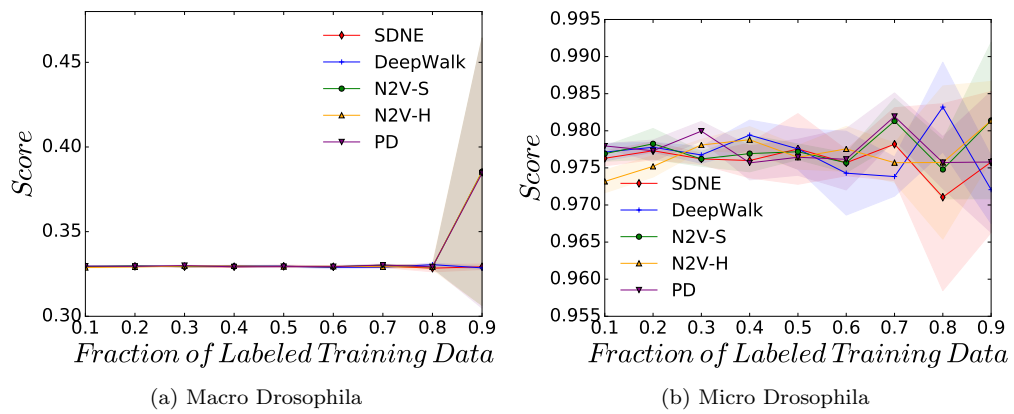 0.45
0.40
0.35
0.30
Score
SDNE
DeepWalk
N2V-S
N2V-H
PD
0.1 0.2 0.3 0.4 0.5 0.6 0.7 0.8 0.9
Fraction of Labeled Training Data
(a) Macro Drosophila
0.995
0.990
0.985
0.980
0.975
0.970
0.965
0.960
0.955
Score
SDNE
DeepWalk
N2V-S
N2V-H
PD
0.1 0.2 0.3 0.4 0.5 0.6 0.7 0.8 0.9
Fraction of Labeled Training Data
(b) Micro Drosophila